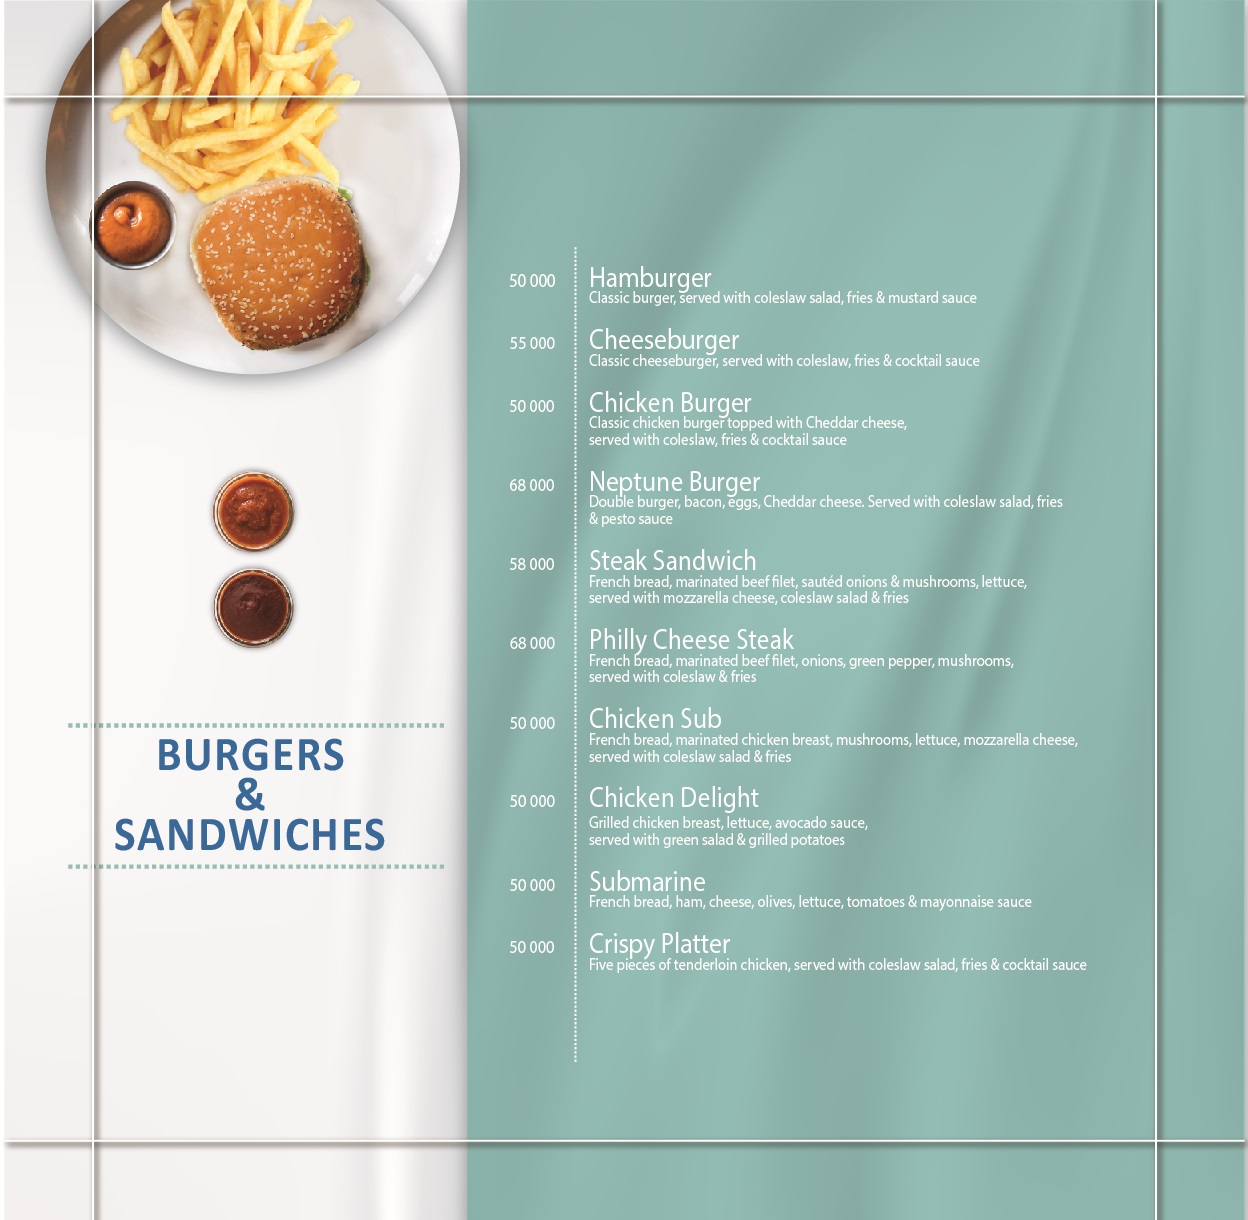 BURGERS
&
SANDWICHES
50 000 Hamburger
Classic burger, served with coleslaw salad, fries & mustard sauce
55 000 Cheeseburger
Classic cheeseburger, served with coleslaw, fries & cocktail sauce
50 000 Chicken Burger
Classic chicken burger topped with Cheddar cheese,
served with coleslaw, fries & cocktail sauce
68 000 Neptune Burger
Double burger, bacon, eggs, Cheddar cheese. Served with coleslaw salad, fries
& pesto sauce
58 000 Steak Sandwich
French bread, marinated beef filet, sautéd onions & mushrooms, lettuce,
served with mozzarella cheese, coleslaw salad & fries
68 000 Philly Cheese Steak
French bread, marinated beef filet, onions, green pepper, mushrooms,
served with coleslaw & fries
50 000 Chicken Sub
French bread, marinated chicken breast, mushrooms, lettuce, mozzarella cheese,
served with coleslaw salad & fries
50 000 Chicken Delight
Grilled chicken breast, lettuce, avocado sauce,
served with green salad & grilled potatoes
50 000 Submarine
French bread, ham, cheese, olives, lettuce, tomatoes & mayonnaise sauce
50 000 Crispy Platter
Five pieces of tenderloin chicken, served with coleslaw salad, fries & cocktail sauce